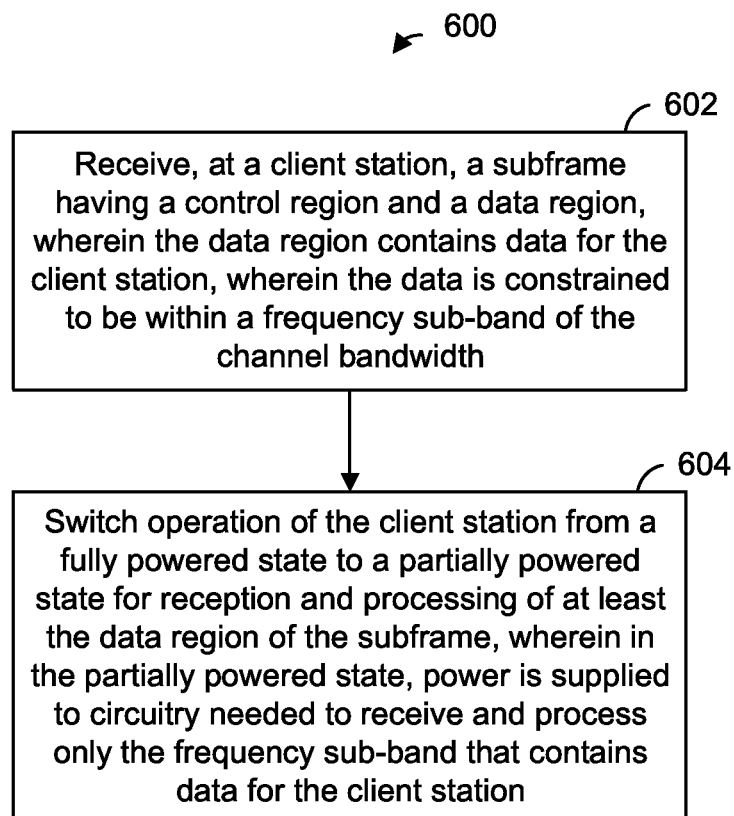 600
602
Receive, at a client station, a subframe
having a control region and a data region,
wherein the data region contains data for the
client station, wherein the data is constrained
to be within a frequency sub-band of the
channel bandwidth
604
Switch operation of the client station from a
fully powered state to a partially powered
state for reception and processing of at least
the data region of the subframe, wherein in
the partially powered state, power is supplied
to circuitry needed to receive and process
only the frequency sub-band that contains
data for the client station